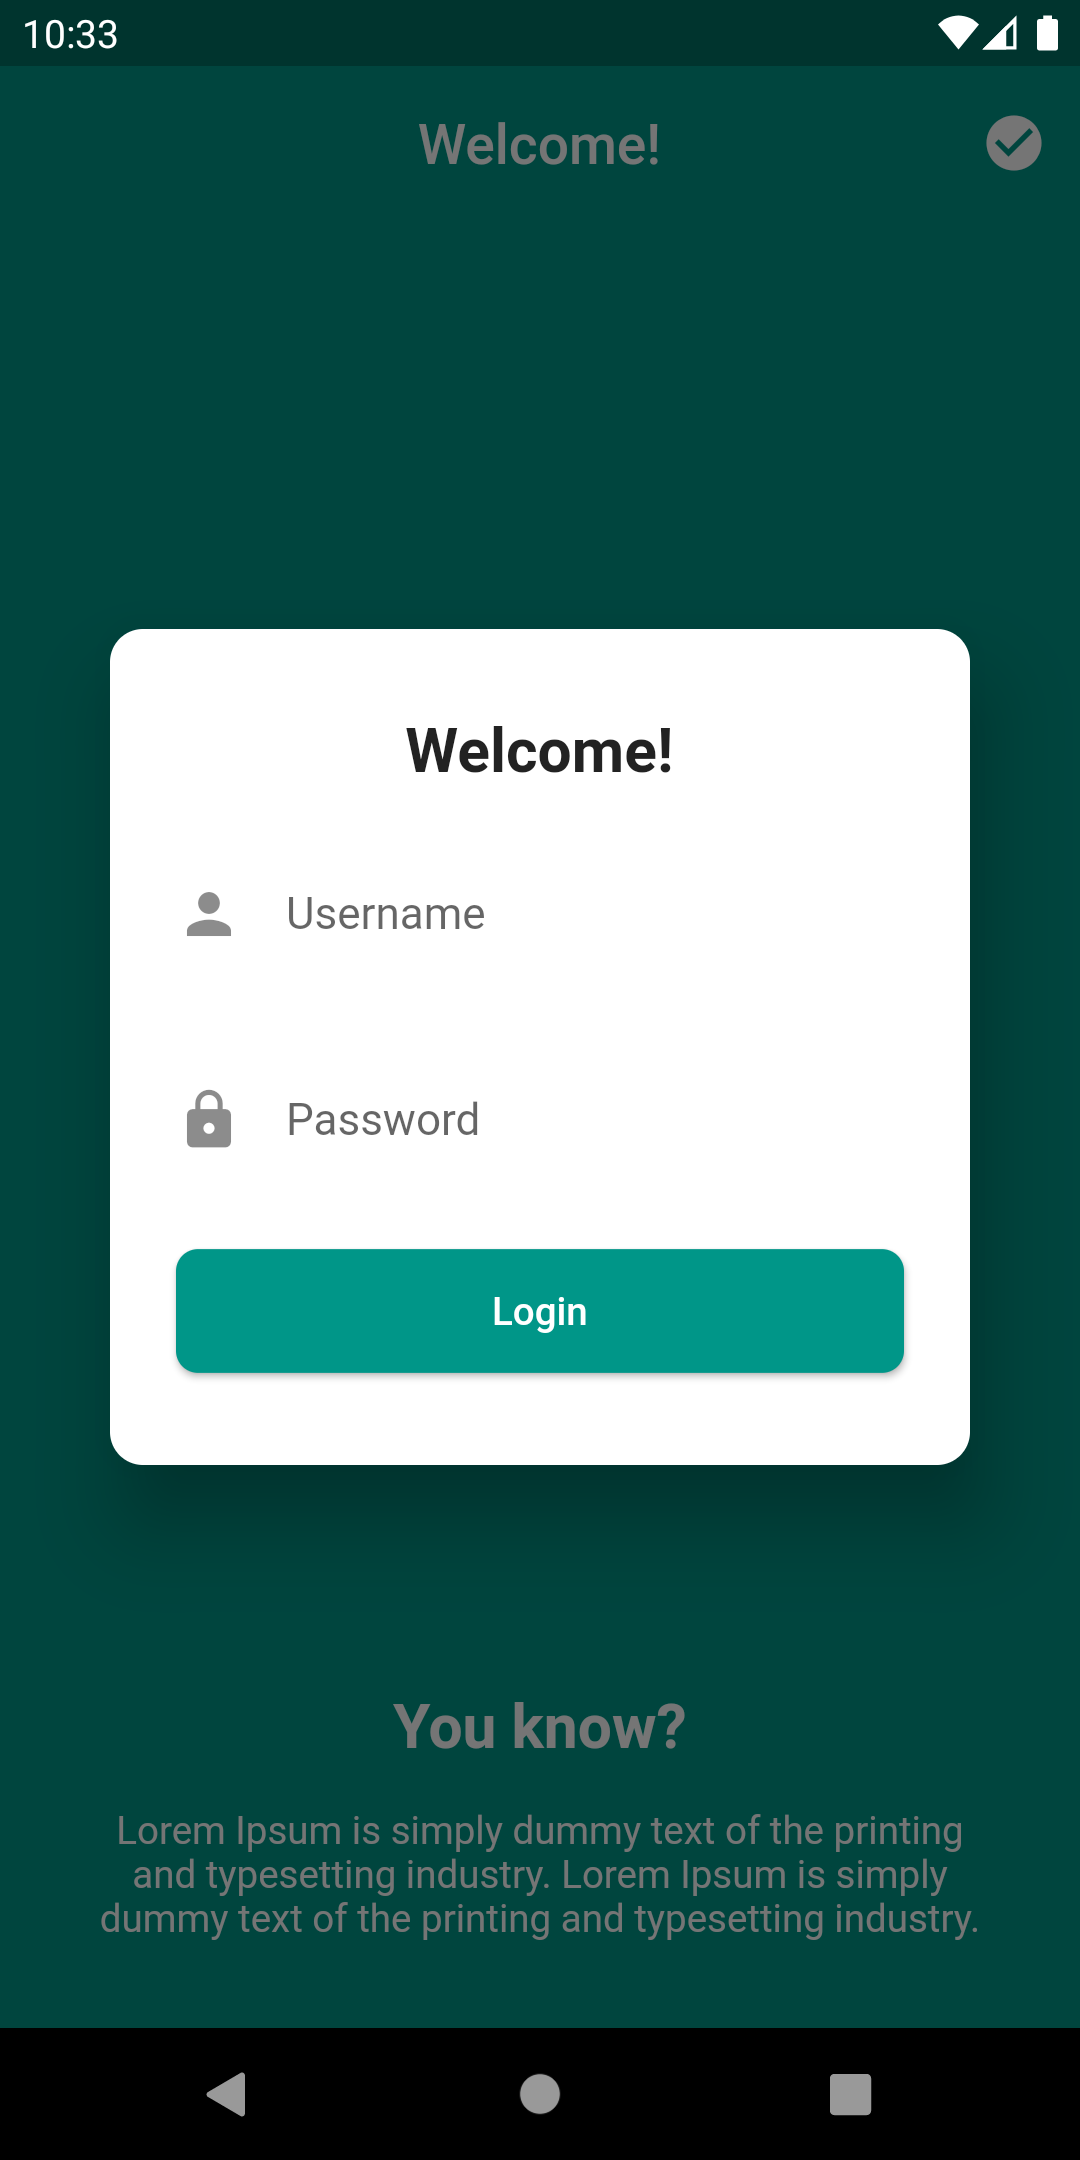 10:33
Welcome!
Welcome!
Username
Password
Login
You know?
Lorem Ipsum is simply dummy text of the printing
and typesetting industry. Lorem Ipsum is simply
dummy text of the printing and typesetting industry.